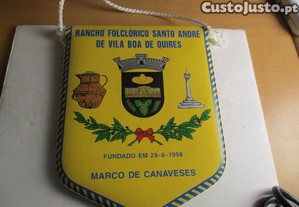 CustoJusto.pt
RANCHO FOLCLÓRICO SANTO ANDRÉ
DE VILA BOA DE QUIRES
FUNDADO EM 29-6-1998
MARCO DE CANAVESES